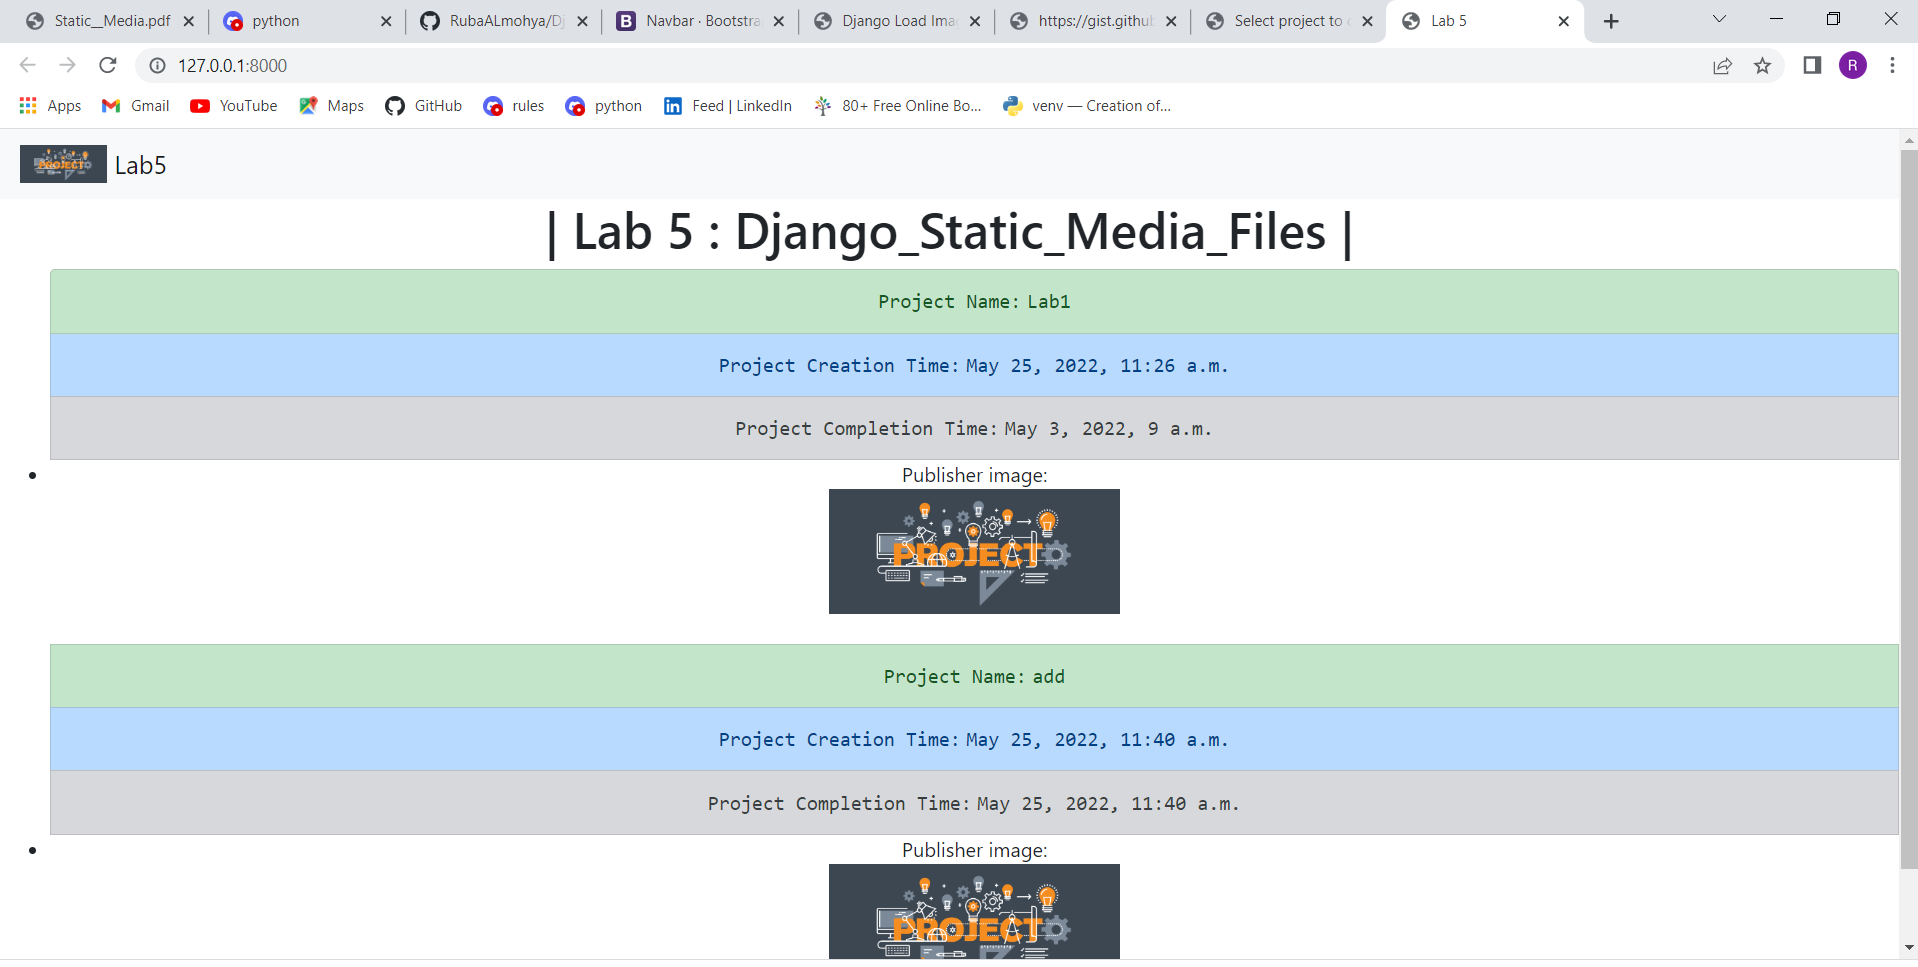 Static__Media.pdf
python
RubaALmohya/Dj
Navbar · Bootstra
Django Load Ima
https://gist.githu
Select project to
Lab 5
127.0.0.1:8000
R
Apps
Gmail
YouTube
Maps
GitHub
rules
python
Feed | LinkedIn
80+ Free Online Bo...
venv — Creation of...
PROJECT
Lab5
| Lab 5 : Django_Static_Media_Files |
Project Name: Lab1
Project Creation Time: May 25, 2022, 11:26 a.m.
Project Completion Time: May 3, 2022, 9 a.m.
Publisher image:
PROJECT
Project Name: add
Project Creation Time: May 25, 2022, 11:40 a.m.
Project Completion Time: May 25, 2022, 11:40 a.m.
Publisher image:
PROJECT